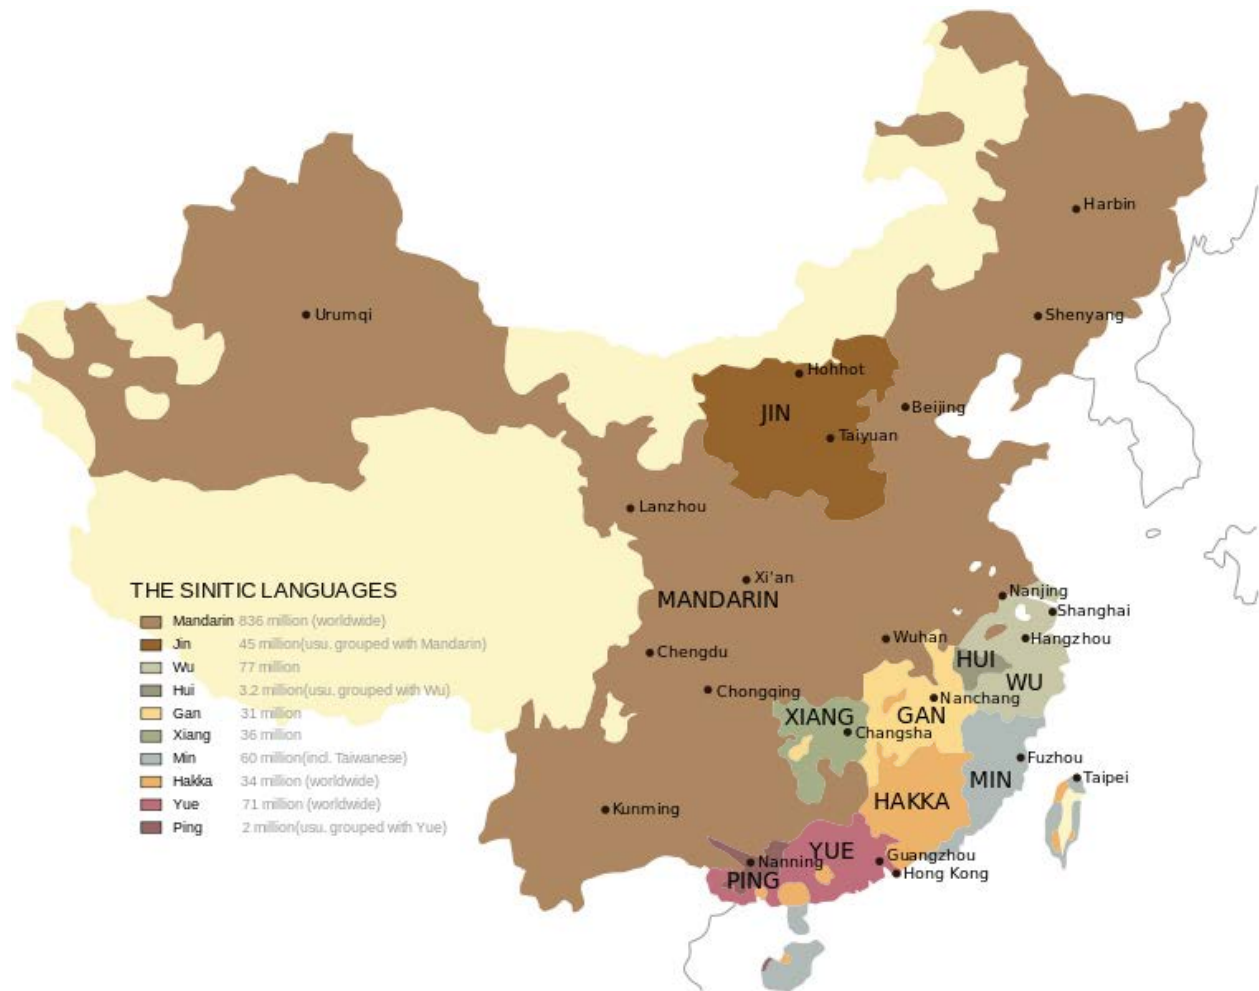 Harbin
Urumqi
Shenyang
Hohhot
JIN
Beijing
Taiyuan
Lanzhou
Xi'an
MANDARIN
Nanjing
Shanghai
Wuhan
Hangzhou
Chengdu
HUI
WU
Chongqing
Nanchang
XIANG
GAN
Changsha
Fuzhou
MIN
Taipei
HAKKA
Kunming
YUE
Guangzhou
Nanning
Hong Kong
PING
THE SINITIC LANGUAGES
Mandarin 836 million (worldwide)
Jin 45 million(usu. grouped with Mandarin)
Wu 77 million
Hui 3.2 million(usu. grouped with Wu)
Gan 31 million
Xiang 36 million
Min 60 million(incl. Taiwanese)
Hakka 34 million (worldwide)
Yue 71 million (worldwide)
Ping 2 million(usu. grouped with Yue)